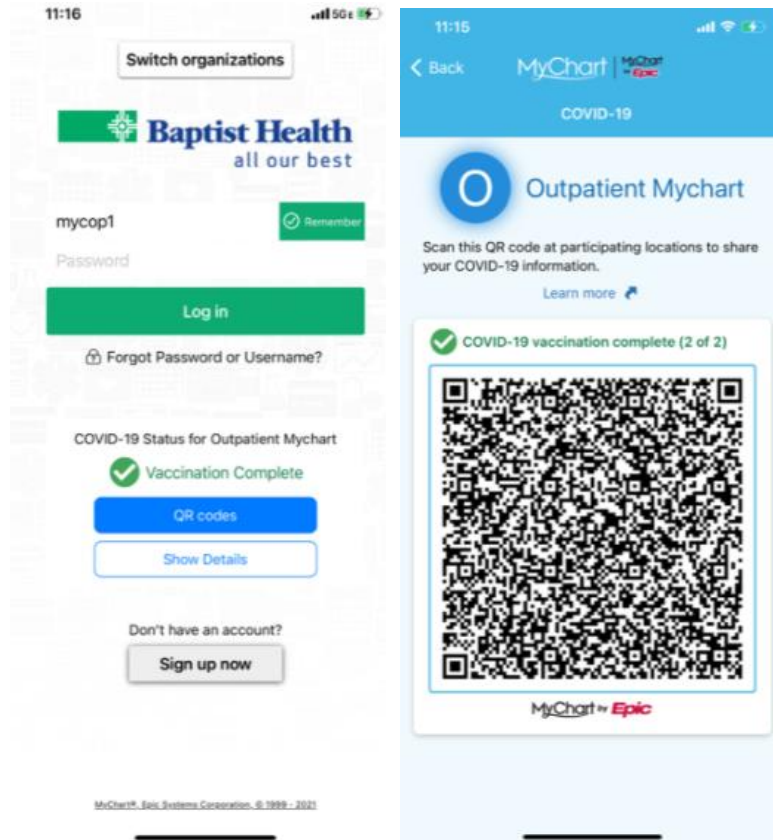 11:16
5G E
Switch organizations
Baptist Health
all our best
mycop1
Remember
Password
Log in
Forgot Password or Username?
COVID-19 Status for Outpatient Mychart
Vaccination Complete
QR codes
Show Details
Don't have an account?
Sign up now
MyChart®, Epic Systems Corporation, © 1999 - 2021
11:15
Back
MyChart
MyChart
by Epic
COVID-19
O
Outpatient Mychart
Scan this QR code at participating locations to share
your COVID-19 information.
Learn more
COVID-19 vaccination complete (2 of 2)
MyChart by Epic